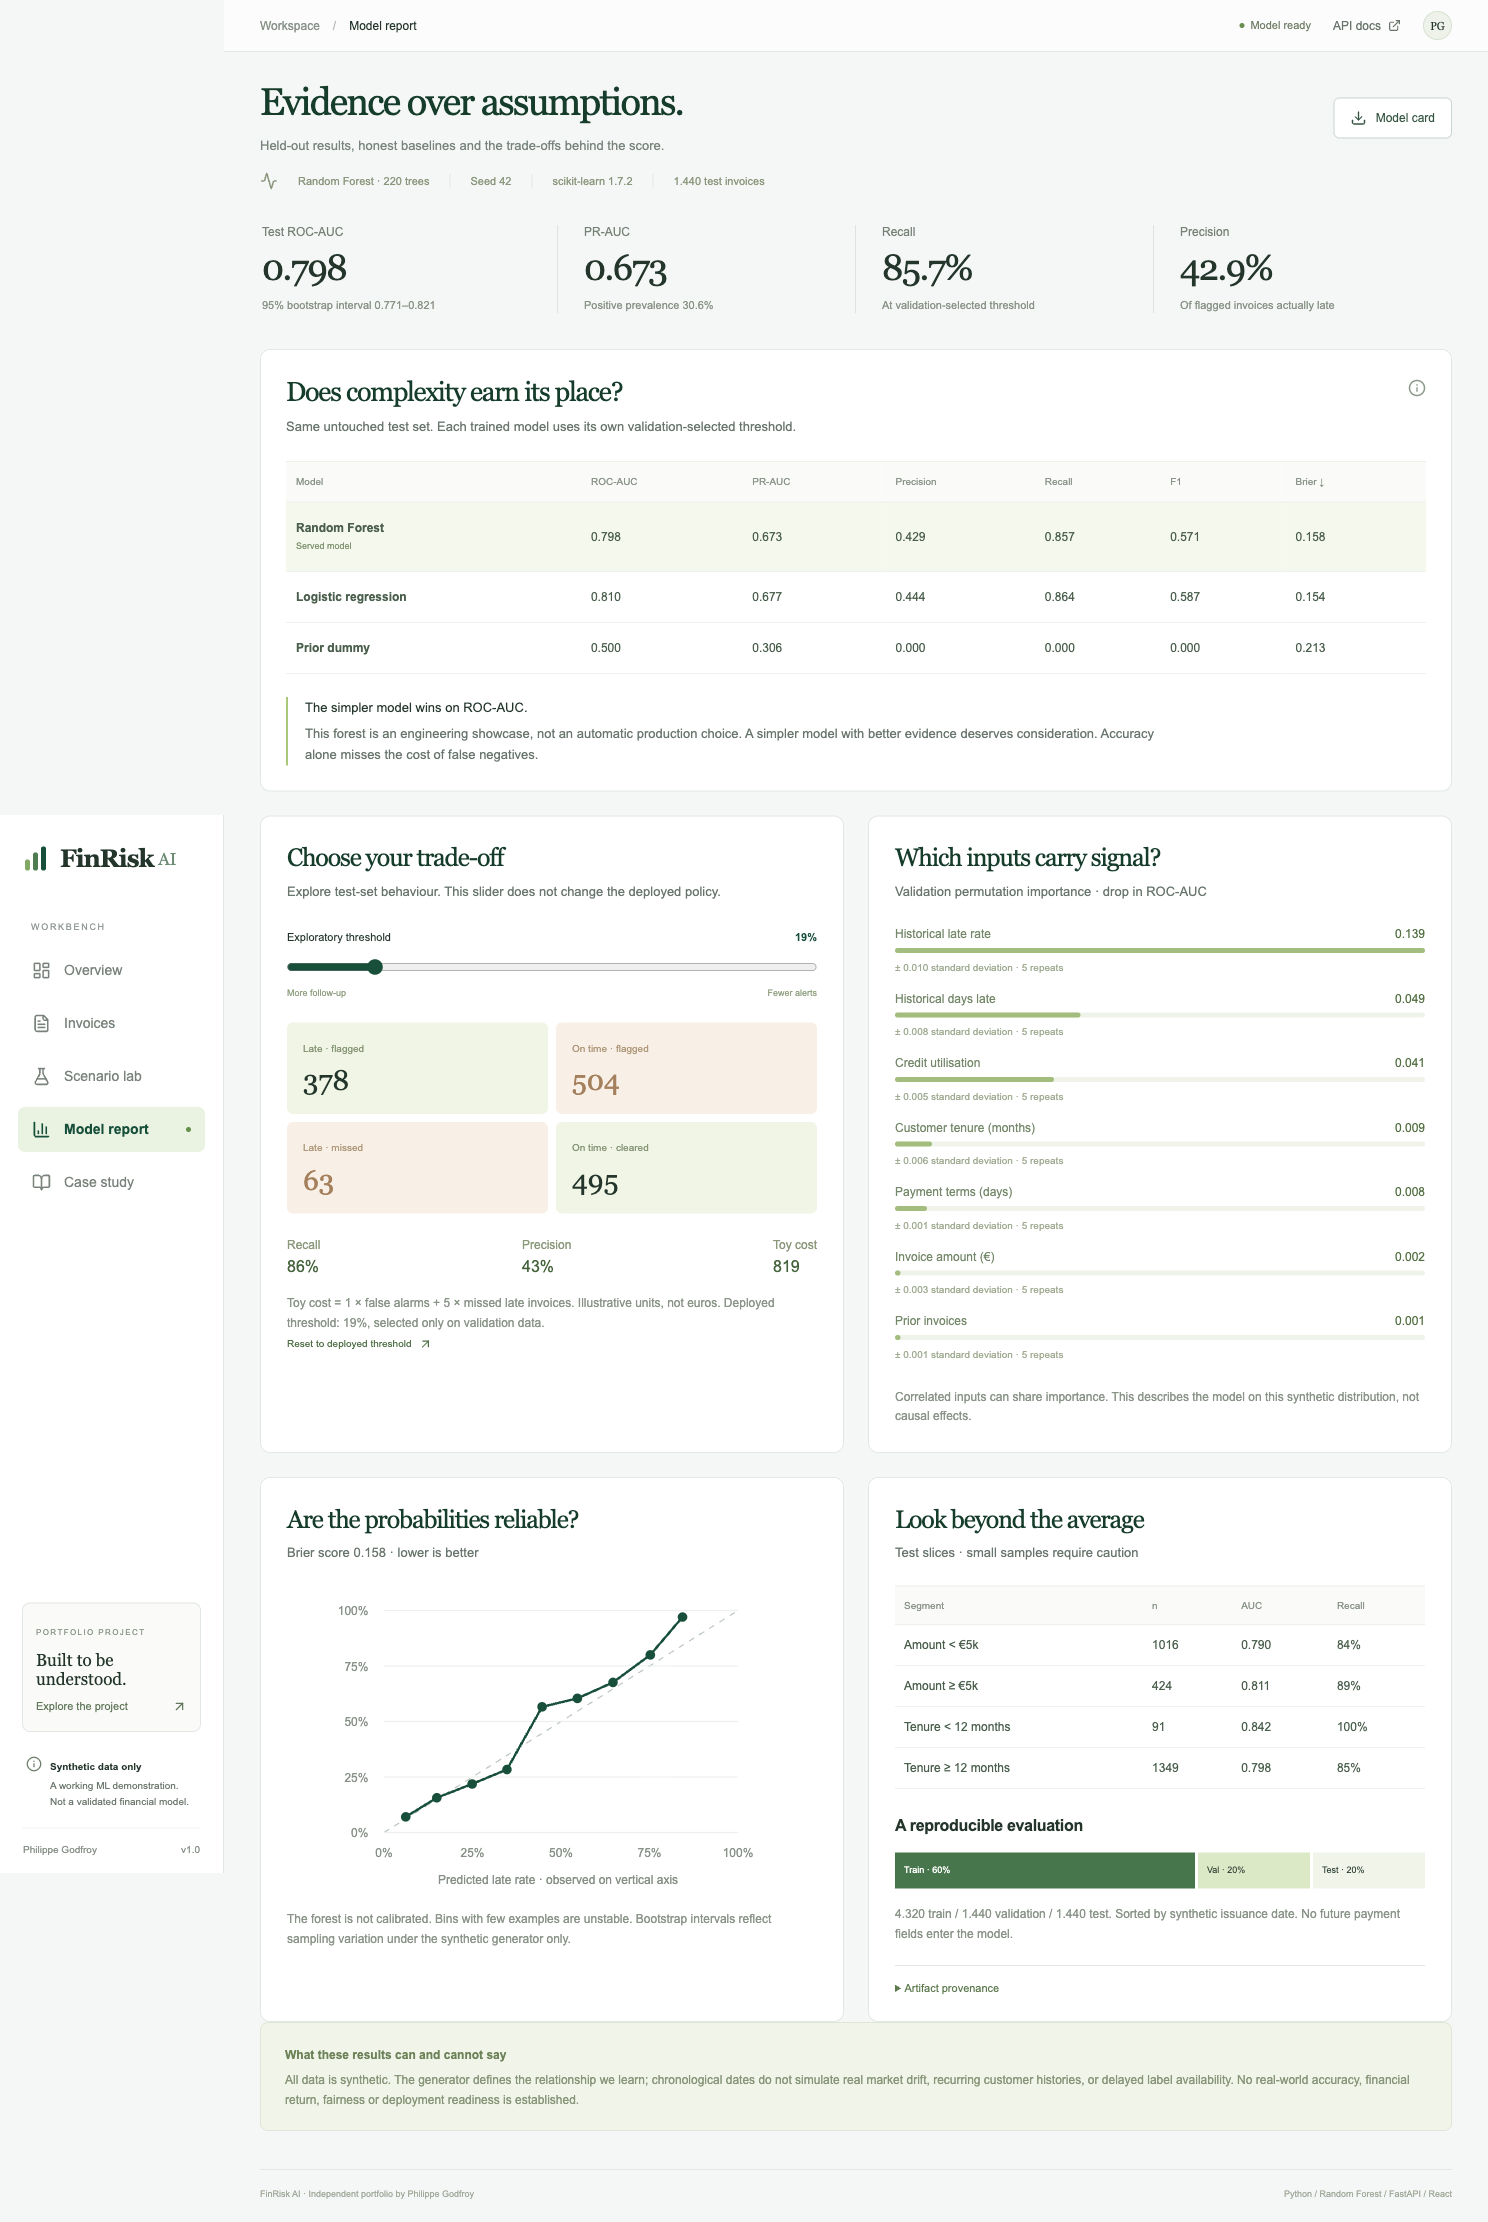 Workspace / Model report
Model ready
API docs
PG
Evidence over assumptions.
Held-out results, honest baselines and the trade-offs behind the score.
Model card
Random Forest · 220 trees
Seed 42
scikit-learn 1.7.2
1.440 test invoices
Test ROC-AUC
0.798
95% bootstrap interval 0.771–0.821
PR-AUC
0.673
Positive prevalence 30.6%
Recall
85.7%
At validation-selected threshold
Precision
42.9%
Of flagged invoices actually late
Does complexity earn its place?
Same untouched test set. Each trained model uses its own validation-selected threshold.
Model ROC-AUC PR-AUC Precision Recall F1 Brier ↓
Random Forest
Served model
0.798 0.673 0.429 0.857 0.571 0.158
Logistic regression 0.810 0.677 0.444 0.864 0.587 0.154
Prior dummy 0.500 0.306 0.000 0.000 0.000 0.213
The simpler model wins on ROC-AUC.
This forest is an engineering showcase, not an automatic production choice. A simpler model with better evidence deserves consideration. Accuracy
alone misses the cost of false negatives.
FinRisk AI
WORKBENCH
Overview
Invoices
Scenario lab
Model report
Case study
PORTFOLIO PROJECT
Built to be
understood.
Explore the project
Synthetic data only
A working ML demonstration.
Not a validated financial model.
Philippe Godfroy v1.0
Choose your trade-off
Explore test-set behaviour. This slider does not change the deployed policy.
Exploratory threshold 19%
More follow-up Fewer alerts
Late · flagged
378
On time · flagged
504
Late · missed
63
On time · cleared
495
Recall
86%
Precision
43%
Toy cost
819
Toy cost = 1 × false alarms + 5 × missed late invoices. Illustrative units, not euros. Deployed
threshold: 19%, selected only on validation data.
Reset to deployed threshold
Which inputs carry signal?
Validation permutation importance · drop in ROC-AUC
Historical late rate 0.139
± 0.010 standard deviation · 5 repeats
Historical days late 0.049
± 0.008 standard deviation · 5 repeats
Credit utilisation 0.041
± 0.005 standard deviation · 5 repeats
Customer tenure (months) 0.009
± 0.006 standard deviation · 5 repeats
Payment terms (days) 0.008
± 0.001 standard deviation · 5 repeats
Invoice amount (€) 0.002
± 0.003 standard deviation · 5 repeats
Prior invoices 0.001
± 0.001 standard deviation · 5 repeats
Correlated inputs can share importance. This describes the model on this synthetic distribution, not
causal effects.
Are the probabilities reliable?
Brier score 0.158 · lower is better
100%
75%
50%
25%
0%
0% 25% 50% 75% 100%
Predicted late rate · observed on vertical axis
The forest is not calibrated. Bins with few examples are unstable. Bootstrap intervals reflect
sampling variation under the synthetic generator only.
Look beyond the average
Test slices · small samples require caution
Segment n AUC Recall
Amount < €5k 1016 0.790 84%
Amount ≥ €5k 424 0.811 89%
Tenure < 12 months 91 0.842 100%
Tenure ≥ 12 months 1349 0.798 85%
A reproducible evaluation
Train · 60% Val · 20% Test · 20%
4.320 train / 1.440 validation / 1.440 test. Sorted by synthetic issuance date. No future payment
fields enter the model.
Artifact provenance
What these results can and cannot say
All data is synthetic. The generator defines the relationship we learn; chronological dates do not simulate real market drift, recurring customer histories, or delayed label availability. No real-world accuracy, financial
return, fairness or deployment readiness is established.
FinRisk AI · Independent portfolio by Philippe Godfroy
Python / Random Forest / FastAPI / React